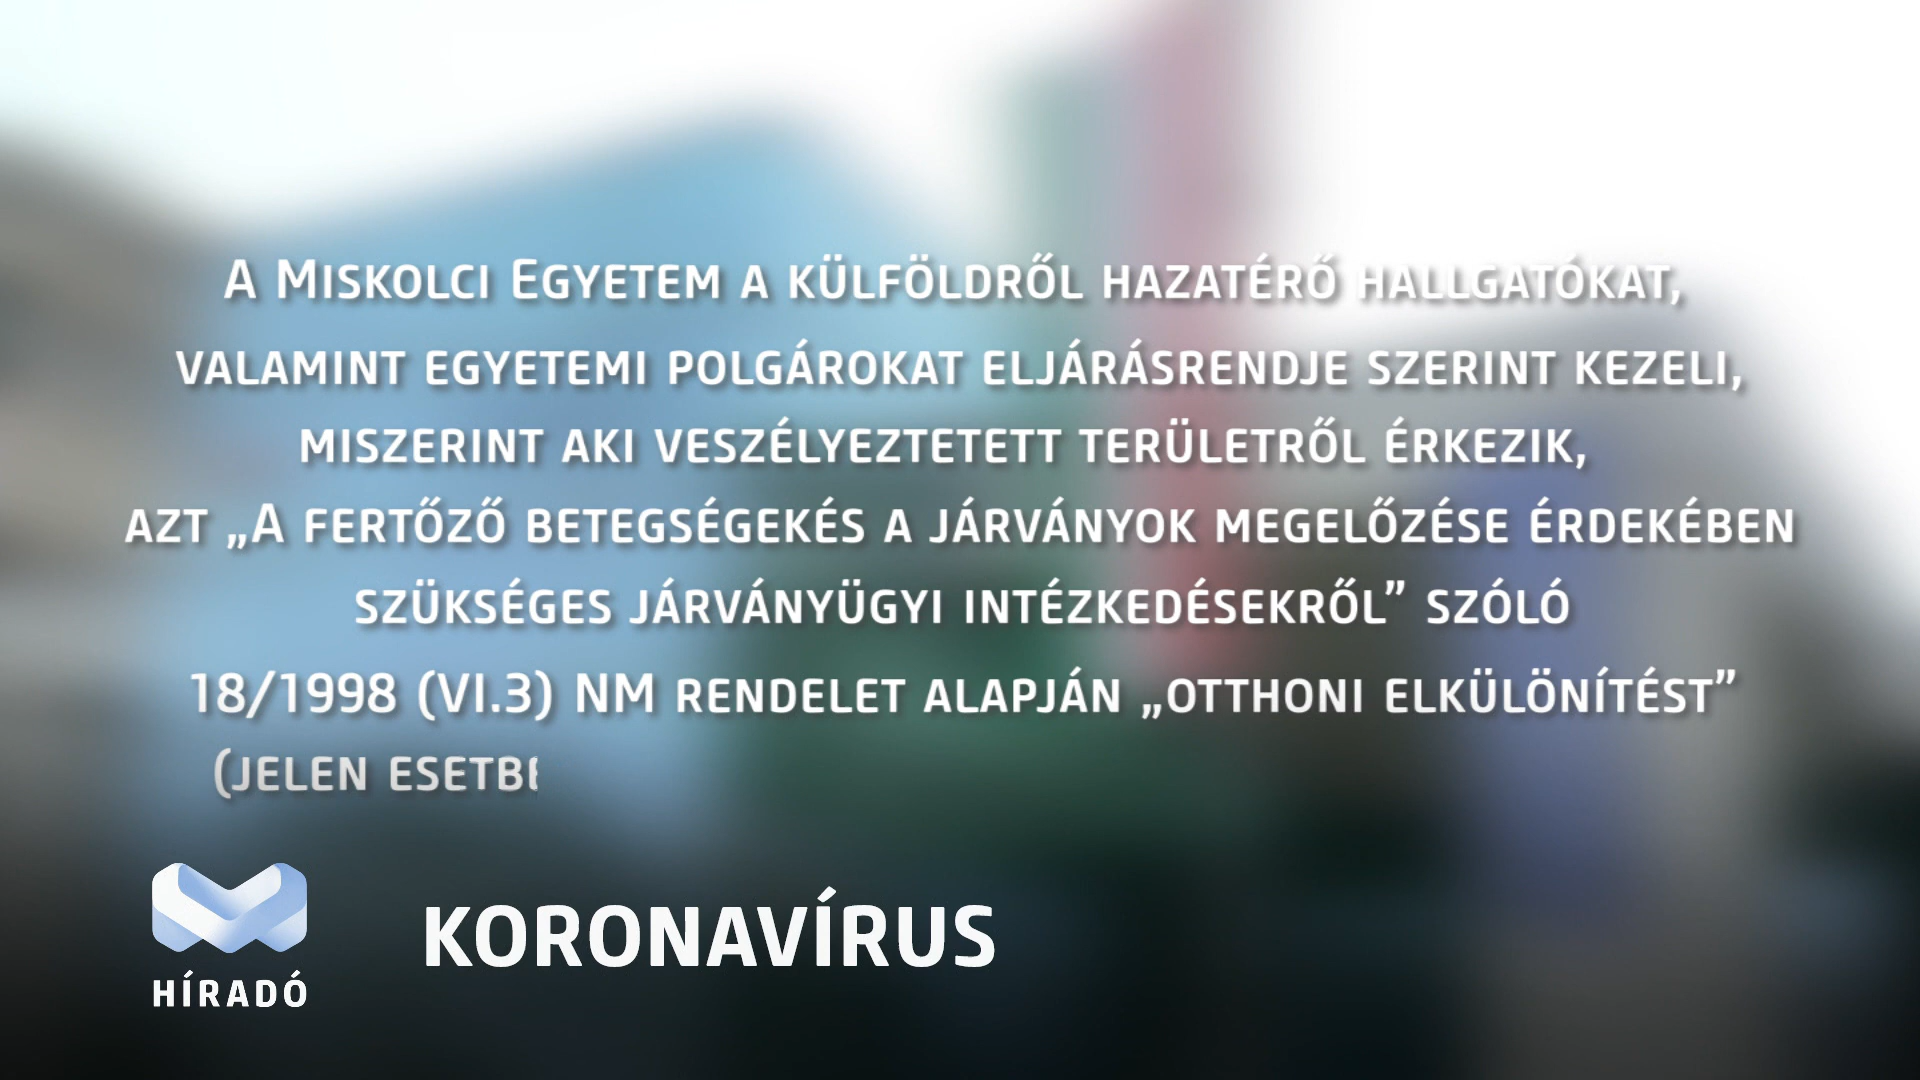 A Miskolci Egyetem a külföldről hazatérő hallgatókat,
valamint egyetemi polgárokat eljárásrendje szerint kezeli,
miszerint aki veszélyeztetett területről érkezik,
azt „A fertőző betegségekés a járványok megelőzése érdekében
szükséges járványügyi intézkedésekről” szóló
18/1998 (VI.3) NM rendelet alapján „otthoni elkülönítést”
(jelen
KORONAVÍRUS
HÍRADÓ